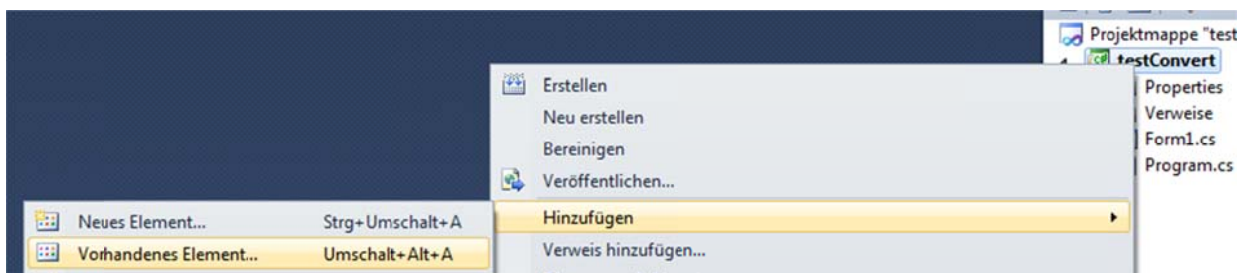 Projektmappe "test
testConvert
Properties
Verweise
Form1.cs
Program.cs
Erstellen
Neu erstellen
Bereinigen
Veröffentlichen...
Hinzufügen
Verweis hinzufügen...
Neues Element... Strg+Umschalt+A
Vorhandenes Element... Umschalt+Alt+A